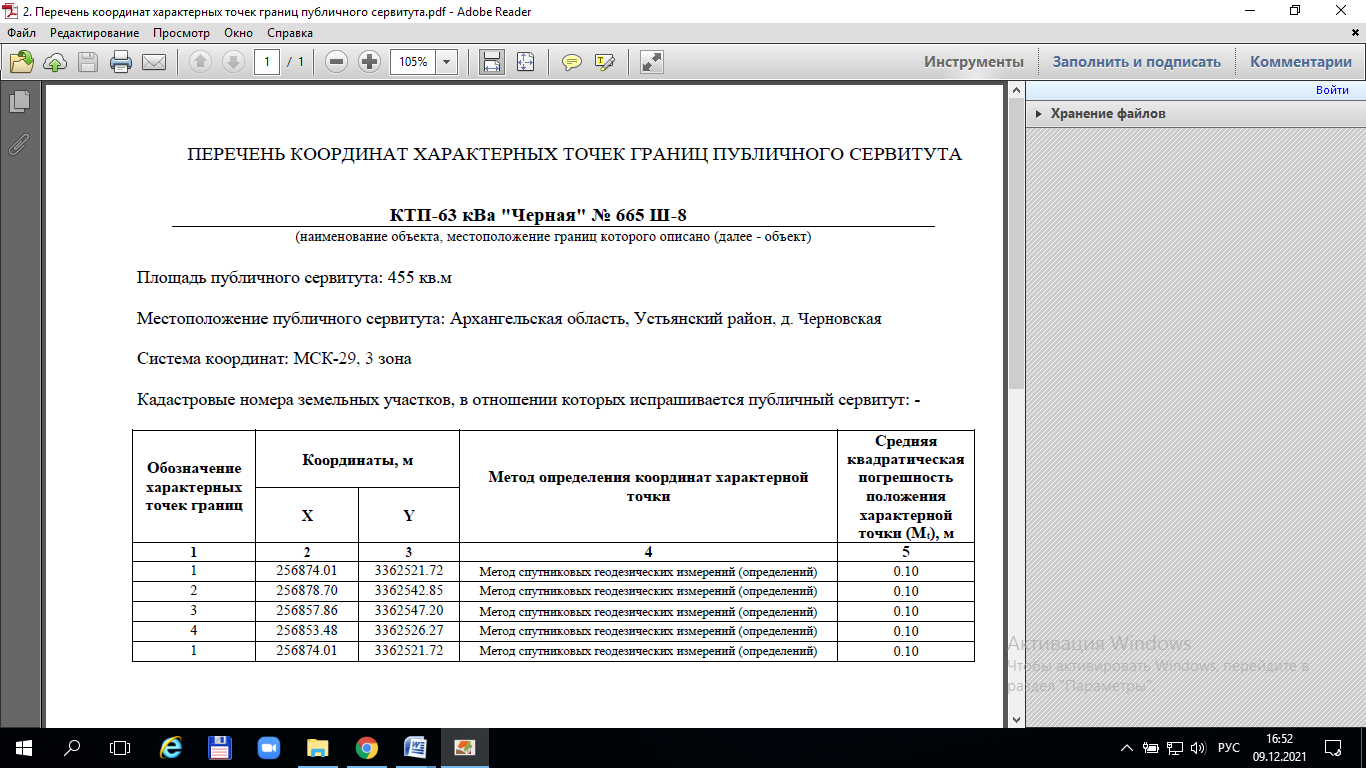 2. Перечень координат характерных точек границ публичного сервитута.pdf - Adobe Reader
Файл Редактирование Просмотр Окно Справка
1 / 1 105% Инструменты Заполнить и подписать Комментарии
Войти
Хранение файлов
ПЕРЕЧЕНЬ КООРДИНАТ ХАРАКТЕРНЫХ ТОЧЕК ГРАНИЦ ПУБЛИЧНОГО СЕРВИТУТА
КТП-63 кВа "Черная" № 665 Ш-8
(наименование объекта, местоположение границ которого описано (далее - объект)
Площадь публичного сервитута: 455 кв.м
Местоположение публичного сервитута: Архангельская область, Устьянский район, д. Черновская
Система координат: МСК-29, 3 зона
Кадастровые номера земельных участков, в отношении которых испрашивается публичный сервитут: -
Обозначение
характерных
точек границ
Координаты, м
X Y
Метод определения координат характерной
точки
Средняя
квадратическая
погрешность
положения
характерной
точки (Mt), м
1 2 3 4 5
1 256874.01 3362521.72 Метод спутниковых геодезических измерений (определений) 0.10
2 256878.70 3362542.85 Метод спутниковых геодезических измерений (определений) 0.10
3 256857.86 3362547.20 Метод спутниковых геодезических измерений (определений) 0.10
4 256853.48 3362526.27 Метод спутниковых геодезических измерений (определений) 0.10
1 256874.01 3362521.72 Метод спутниковых геодезических измерений (определений) 0.10
Активация Windows
Чтобы активировать Windows, перейдите в
раздел "Параметры".
РУС
16:52
09.12.2021